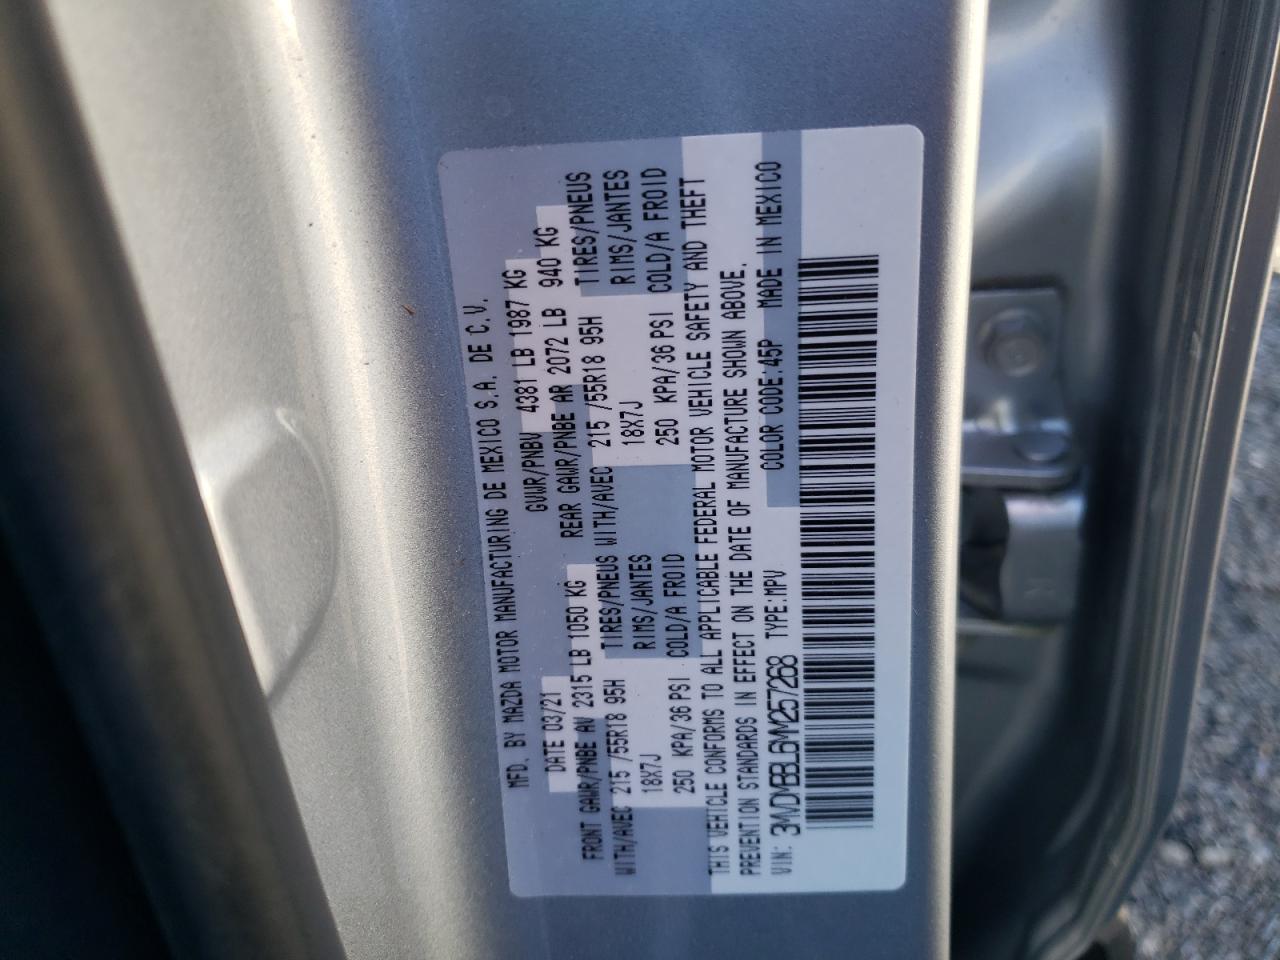 MFD. BY MAZDA MOTOR MANUFACTURING DE MEXICO S.A. DE C.V.
DATE 03/21 GVWR/PNBV 4381 LB 1987 KG
FRONT GAWR/PNBE AV 2315 LB 1050 KG REAR GAWR/PNBE AR 2072 LB 940 KG
WITH/AVEC 215 /55R18 95H TIRES/PNEUS WITH/AVEC 215 /55R18 95H TIRES/PNEUS
18X7J RIMS/JANTES 18X7J RIMS/JANTES
250 KPA/36 PSI COLD/A FROID 250 KPA/36 PSI COLD/A FROID
THIS VEHICLE CONFORMS TO ALL APPLICABLE FEDERAL MOTOR VEHICLE SAFETY AND THEFT
PREVENTION STANDARDS IN EFFECT ON THE DATE OF MANUFACTURE SHOWN ABOVE.
VIN: 3MVDMBBL6MM257268 TYPE:MPV COLOR CODE:45P MADE IN MEXICO